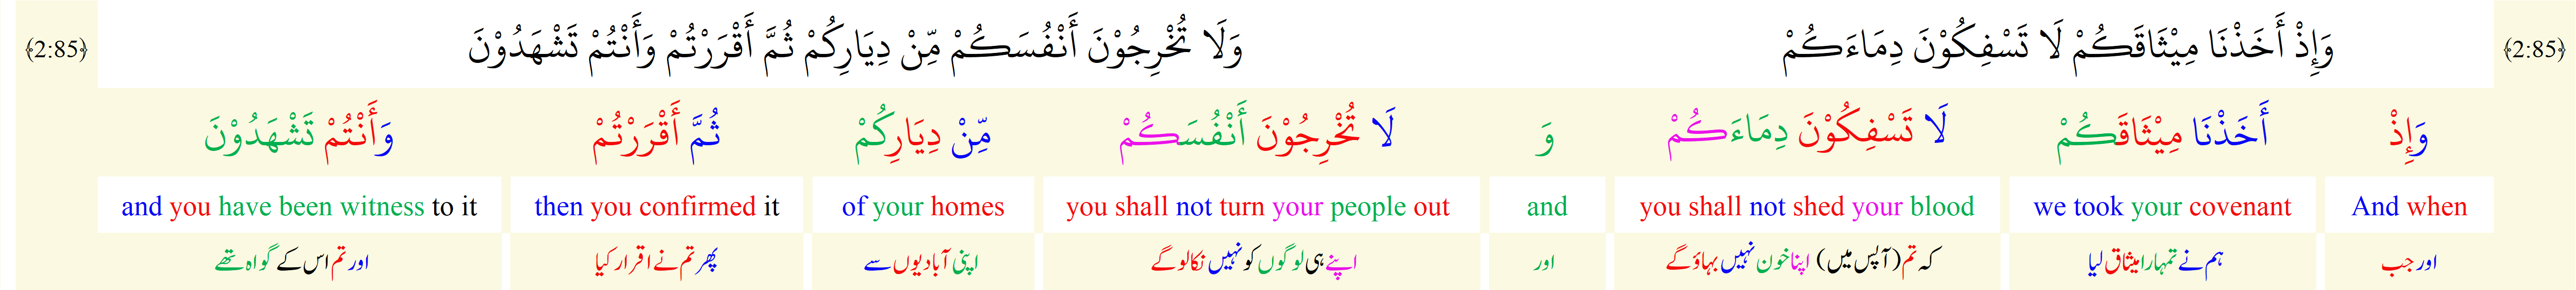 ﴿2:85﴾ وَإِذْ أَخَذْنَا مِيْثَاقَكُمْ لَا تَسْفِكُوْنَ دِمَاءَكُمْ وَلَا تُخْرِجُوْنَ أَنْفُسَكُمْ مِّنْ دِيَارِكُمْ ثُمَّ أَقْرَرْتُمْ وَأَنْتُمْ تَشْهَدُوْنَ ﴿2:85﴾
وَإِذْ أَخَذْنَا مِيْثَاقَكُمْ لَا تَسْفِكُوْنَ دِمَاءَكُمْ وَ لَا تُخْرِجُوْنَ أَنْفُسَكُمْ مِّنْ دِيَارِكُمْ ثُمَّ أَقْرَرْتُمْ وَأَنْتُمْ تَشْهَدُوْنَ
And when we took your covenant you shall not shed your blood and you shall not turn your people out of your homes then you confirmed it and you have been witness to it
اور جب ہم نے تمہارا میثاق لیا کہ تم (آپس میں) اپنا خون نہیں بہاؤ گے اور اپنے ہی لوگوں کو نہیں نکالو گے اپنی آبادیوں سے پھر تم نے اقرار کیا اور تم اس کے گواہ تھے